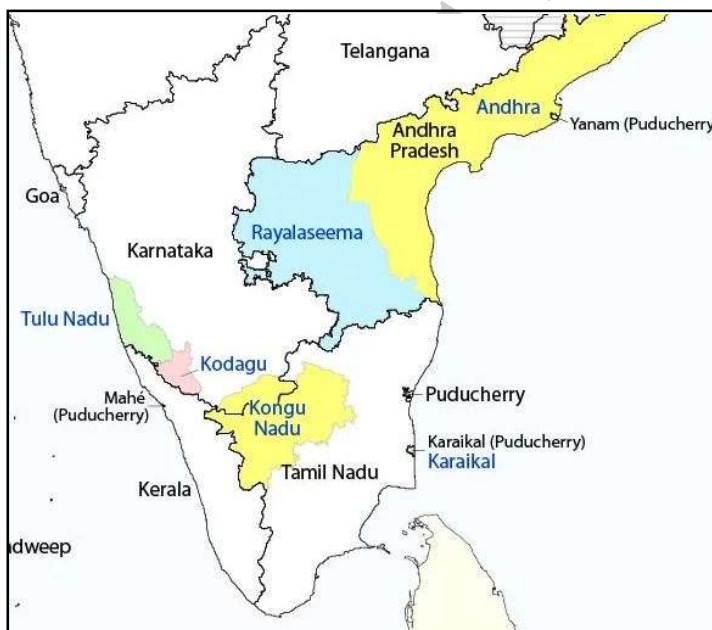 Telangana
Andhra
Yanam (Puducherry
Andhra
Pradesh
Goa
Rayalaseema
Karnataka
Tulu Nadu
Kodagu
Mahé
(Puducherry)
Kongu
Nadu
Puducherry
Karaikal (Puducherry)
Karaikal
Tamil Nadu
Kerala
dweep